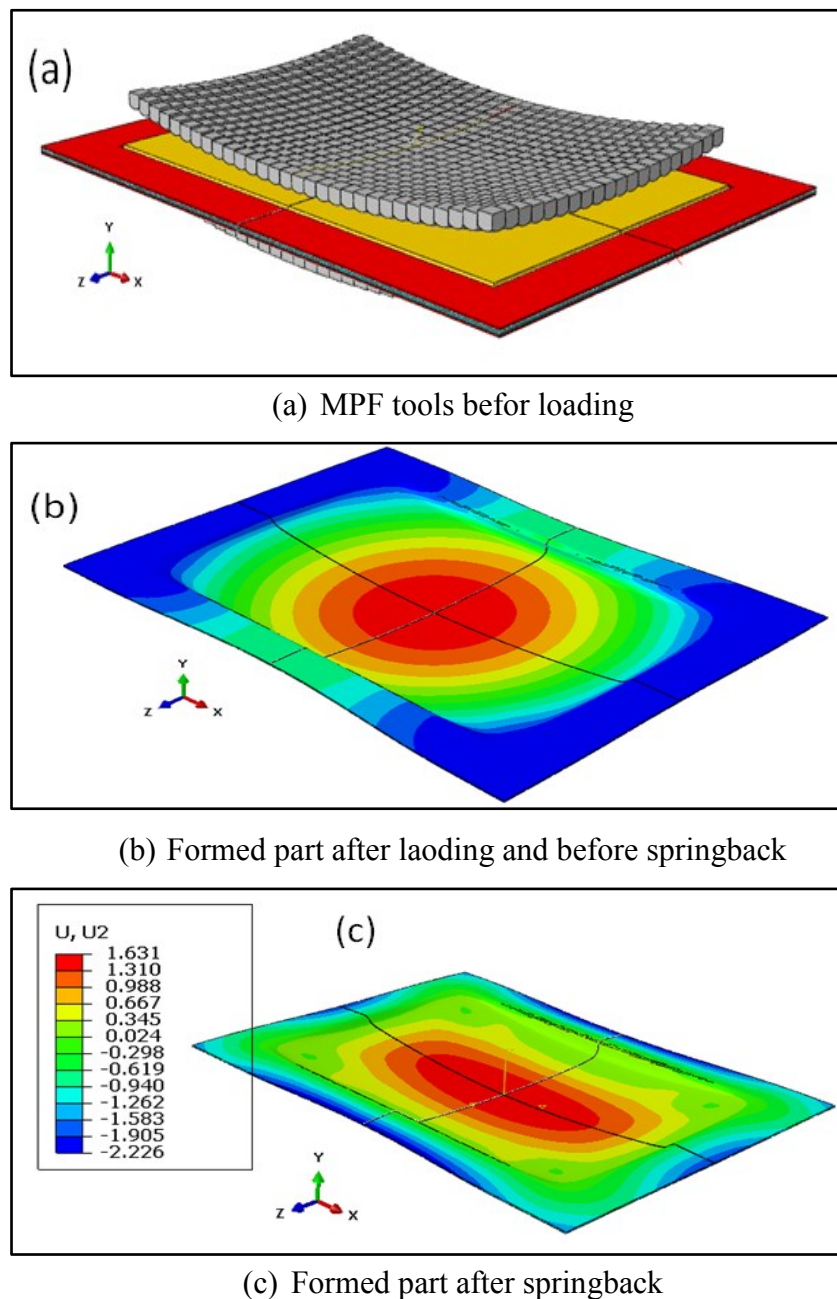 (a)
Y
Z
X
(a) MPF tools befor loading
(b)
Y
Z
X
(b) Formed part after laoding and before springback
(c)
U, U2
1.631
1.310
0.988
0.667
0.345
0.024
-0.298
-0.619
-0.940
-1.262
-1.583
-1.905
-2.226
Y
Z
X
(c) Formed part after springback